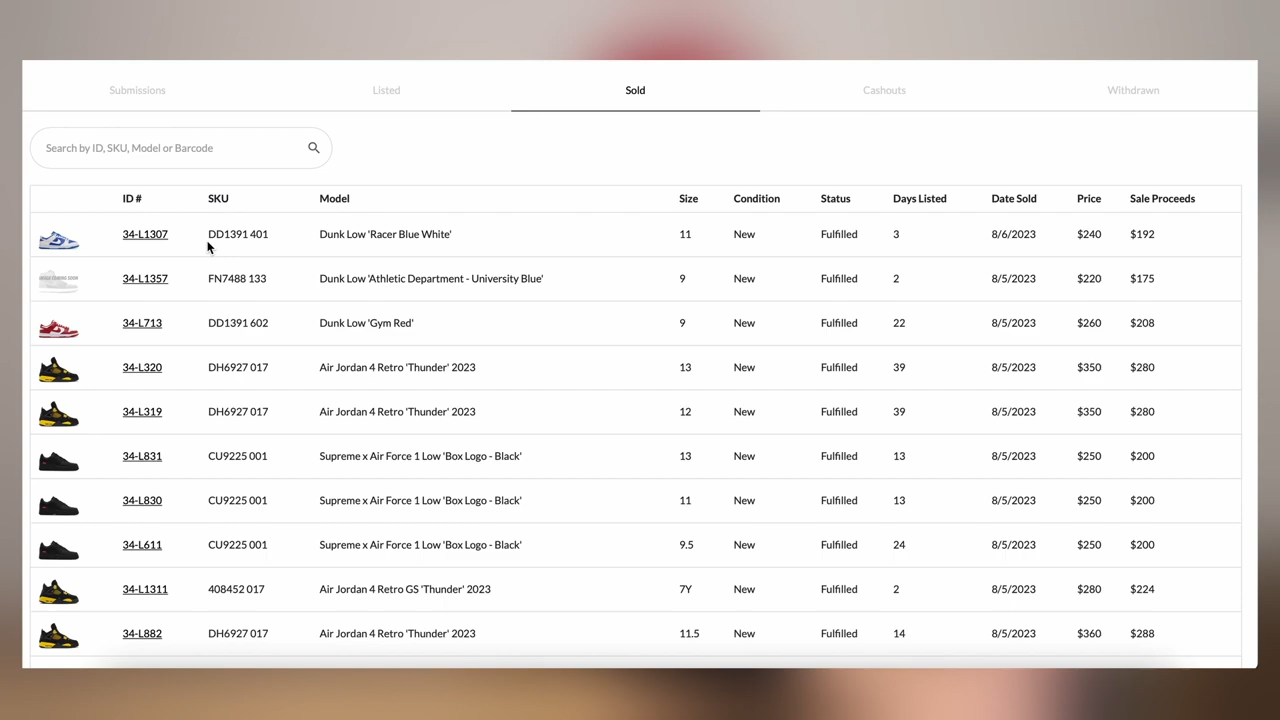 Submissions Listed Sold Cashouts Withdrawn
Search by ID, SKU, Model or Barcode
ID # SKU Model Size Condition Status Days Listed Date Sold Price Sale Proceeds
34-L1307 DD1391 401 Dunk Low 'Racer Blue White' 11 New Fulfilled 3 8/6/2023 $240 $192
34-L1357 FN7488 133 Dunk Low 'Athletic Department - University Blue' 9 New Fulfilled 2 8/5/2023 $220 $175
34-L713 DD1391 602 Dunk Low 'Gym Red' 9 New Fulfilled 22 8/5/2023 $260 $208
34-L320 DH6927 017 Air Jordan 4 Retro 'Thunder' 2023 13 New Fulfilled 39 8/5/2023 $350 $280
34-L319 DH6927 017 Air Jordan 4 Retro 'Thunder' 2023 12 New Fulfilled 39 8/5/2023 $350 $280
34-L831 CU9225 001 Supreme x Air Force 1 Low 'Box Logo - Black' 13 New Fulfilled 13 8/5/2023 $250 $200
34-L830 CU9225 001 Supreme x Air Force 1 Low 'Box Logo - Black' 11 New Fulfilled 13 8/5/2023 $250 $200
34-L611 CU9225 001 Supreme x Air Force 1 Low 'Box Logo - Black' 9.5 New Fulfilled 24 8/5/2023 $250 $200
34-L1311 408452 017 Air Jordan 4 Retro GS 'Thunder' 2023 7Y New Fulfilled 2 8/5/2023 $280 $224
34-L882 DH6927 017 Air Jordan 4 Retro 'Thunder' 2023 11.5 New Fulfilled 14 8/5/2023 $360 $288